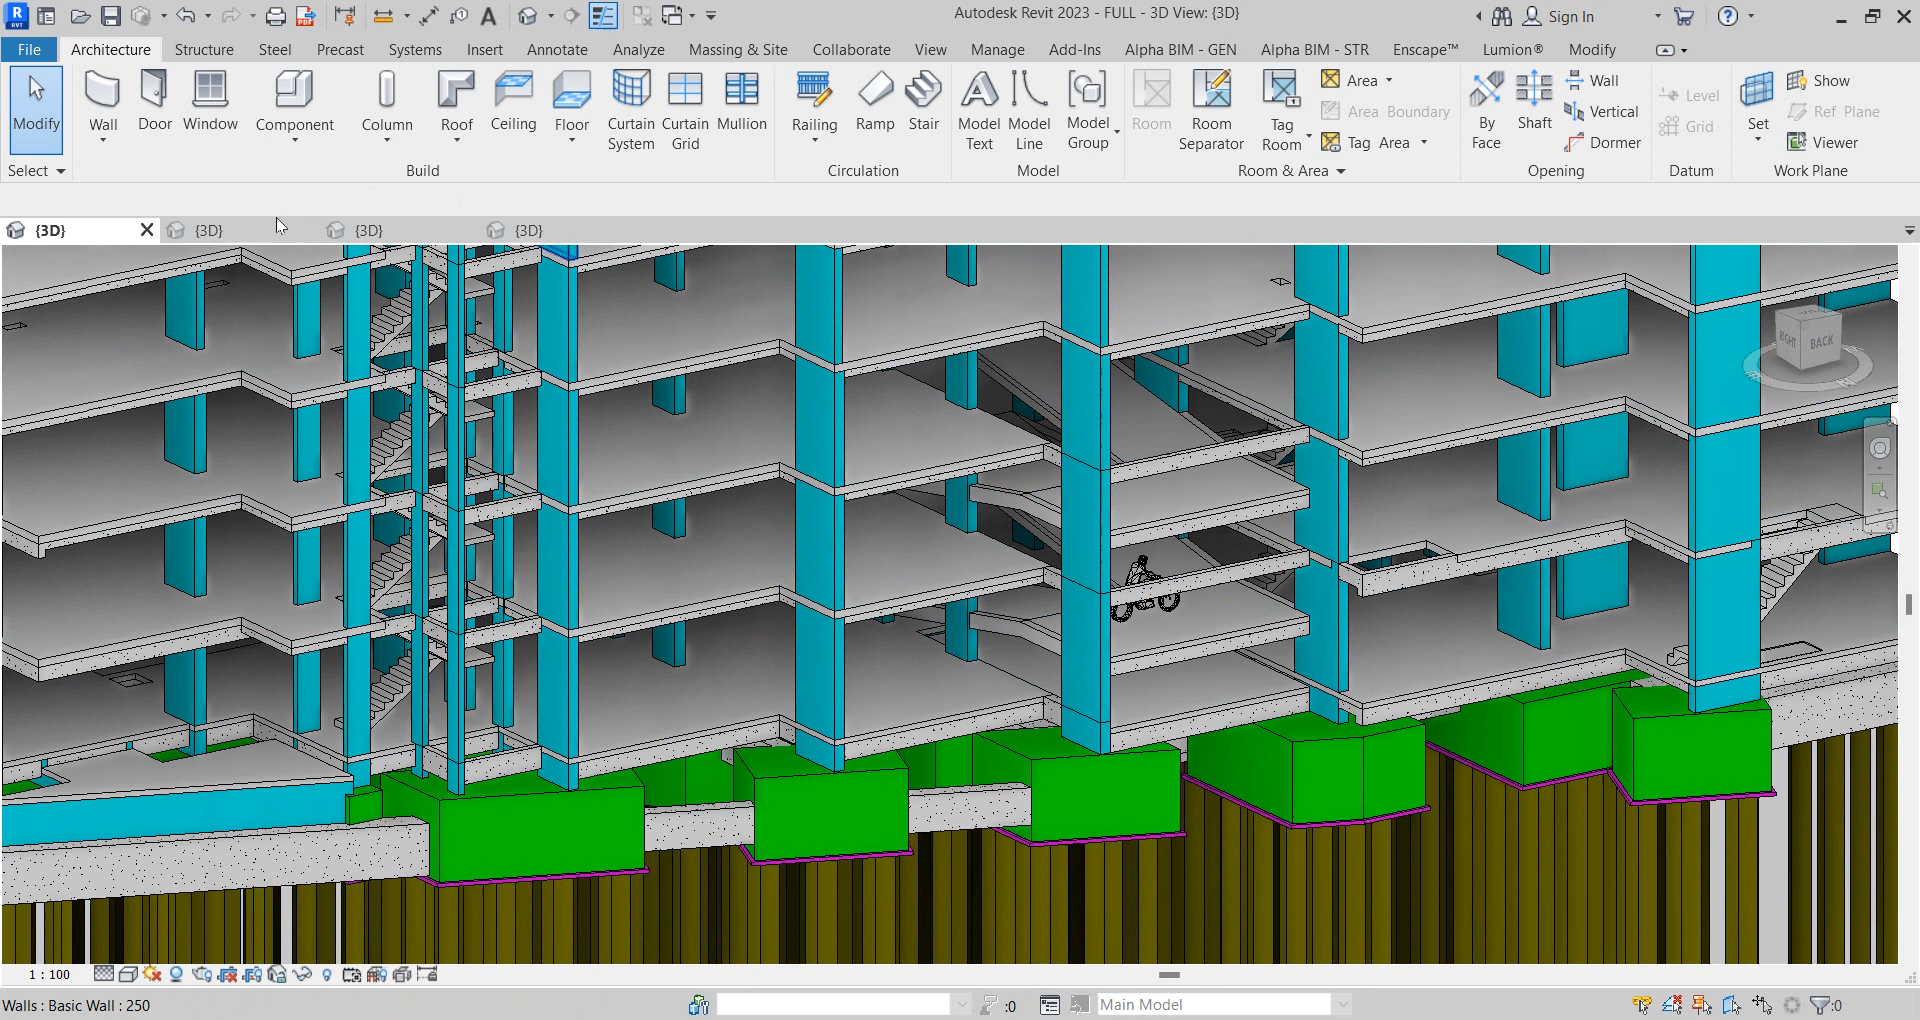 R
RVT
PDF
A
Autodesk Revit 2023 - FULL - 3D View: {3D}
Sign In
?
File Architecture Structure Steel Precast Systems Insert Annotate Analyze Massing & Site Collaborate View Manage Add-Ins Alpha BIM - GEN Alpha BIM - STR Enscape™ Lumion® Modify
Modify
Wall
Door
Window
Component
Column
Roof
Ceiling
Floor
Curtain System
Curtain Grid
Mullion
Railing
Ramp
Stair
Model Text
Model Line
Model Group
Room
Room Separator
Tag Room
Area
Area Boundary
Tag Area
By Face
Shaft
Wall
Vertical
Dormer
Level
Grid
Set
Show
Ref Plane
Viewer
Select
Build
Circulation
Model
Room & Area
Opening
Datum
Work Plane
{3D} {3D} {3D} {3D}
RIGHT BACK
1 : 100
Walls : Basic Wall : 250
:0
Main Model
:0